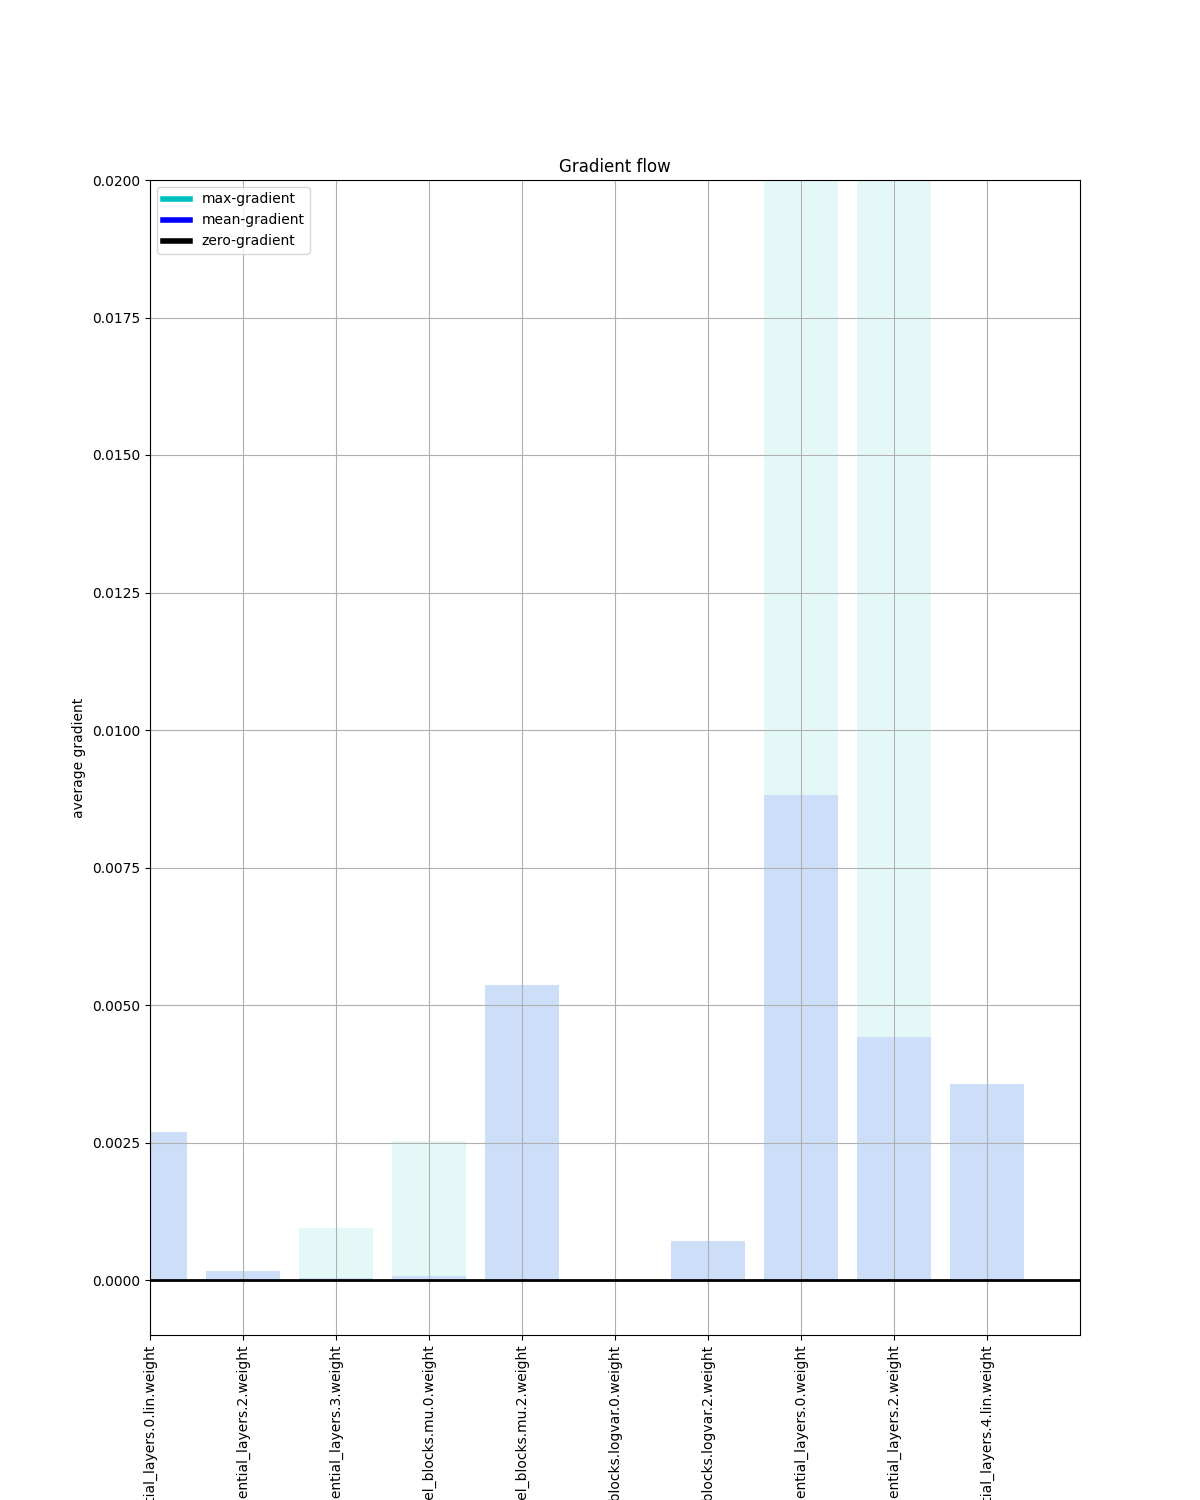 Gradient flow
max-gradient
mean-gradient
zero-gradient
0.0200
0.0175
0.0150
0.0125
0.0100
0.0075
0.0050
0.0025
0.0000
average gradient
tial_layers.0.lin.weight
ential_layers.2.weight
ential_layers.3.weight
el_blocks.mu.0.weight
el_blocks.mu.2.weight
blocks.logvar.0.weight
blocks.logvar.2.weight
ential_layers.0.weight
ential_layers.2.weight
tial_layers.4.lin.weight